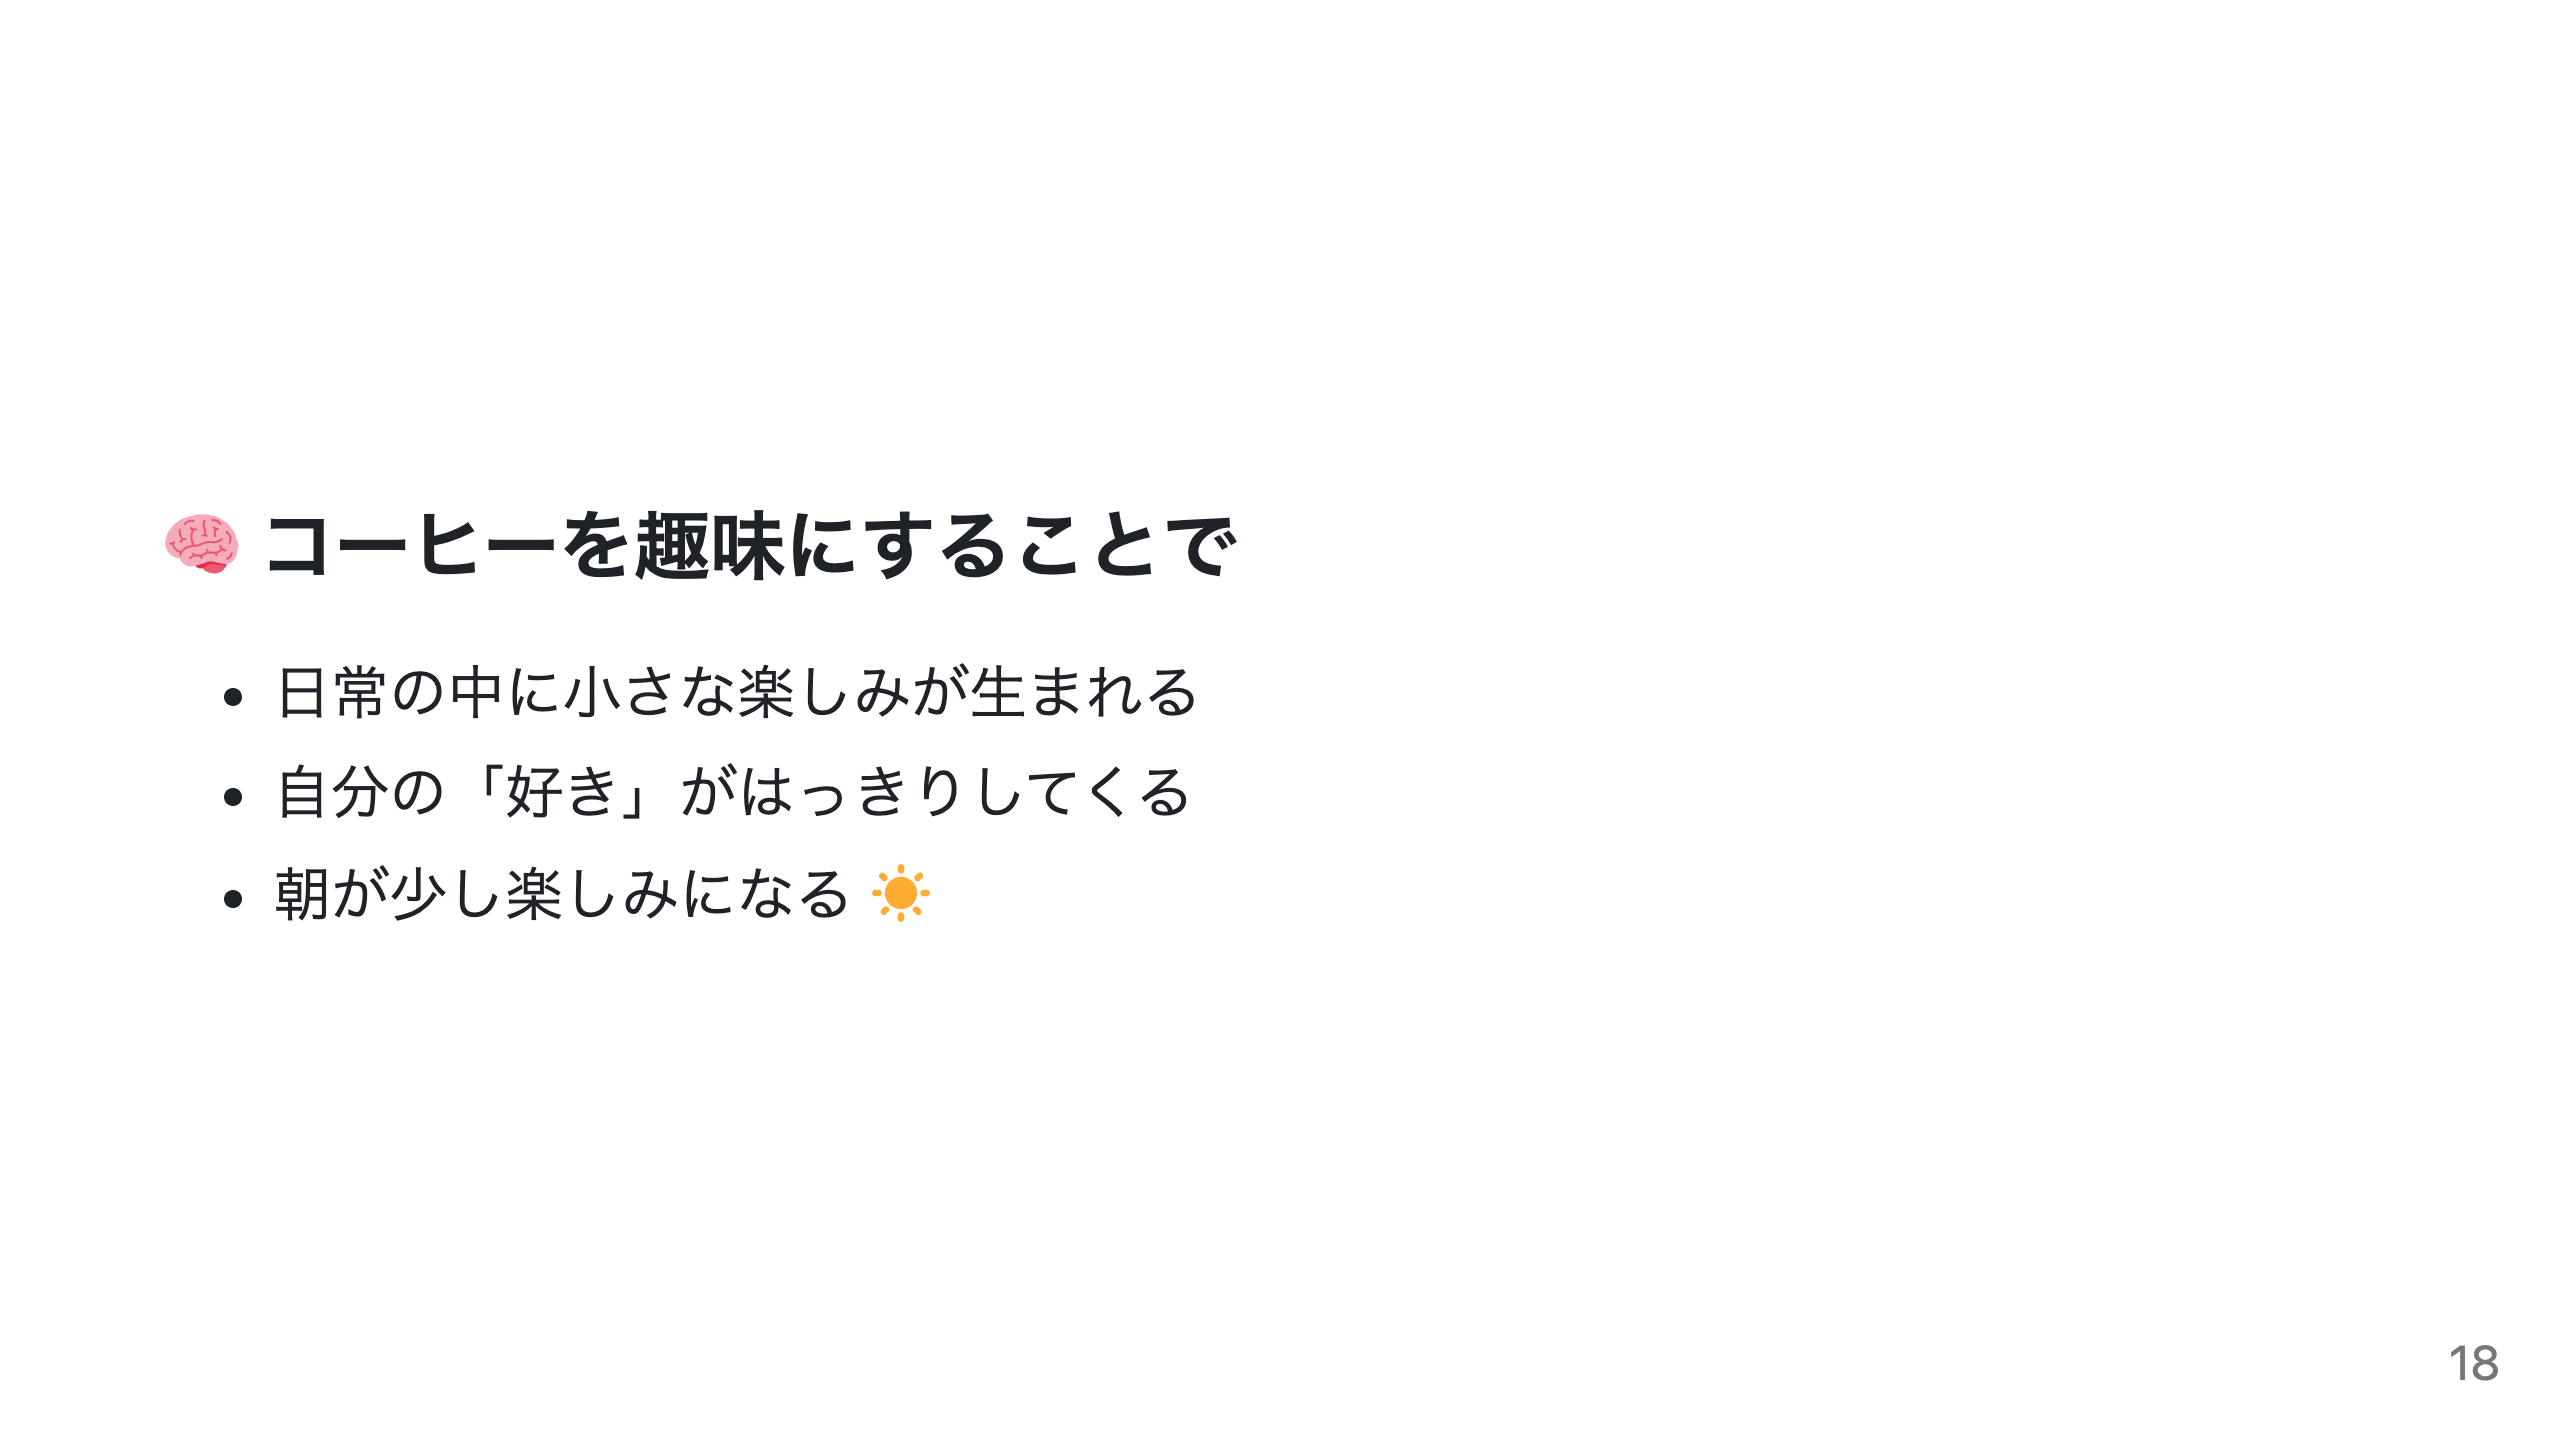 🧠 コーヒーを趣味にすることで
• 日常の中に小さな楽しみが生まれる
• 自分の「好き」がはっきりしてくる
• 朝が少し楽しみになる ☀️
18